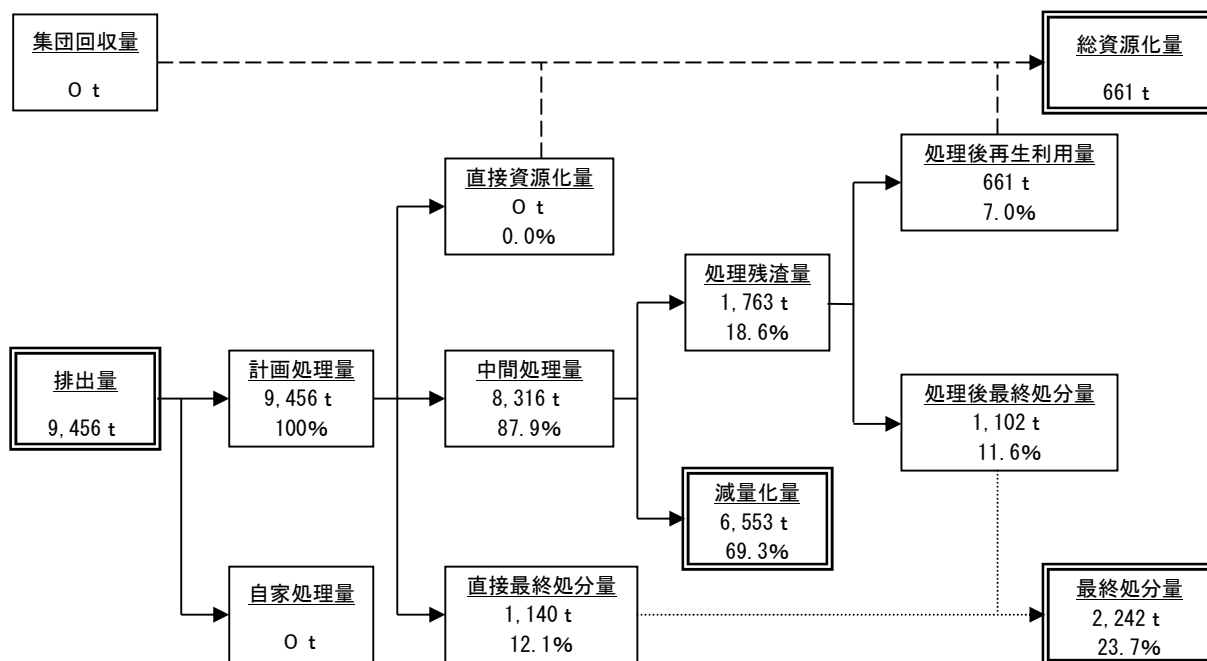 集団回収量
0 t
総資源化量
661 t
直接資源化量
0 t
0.0%
処理後再生利用量
661 t
7.0%
処理残渣量
1,763 t
18.6%
排出量
9,456 t
計画処理量
9,456 t
100%
中間処理量
8,316 t
87.9%
処理後最終処分量
1,102 t
11.6%
減量化量
6,553 t
69.3%
自家処理量
0 t
直接最終処分量
1,140 t
12.1%
最終処分量
2,242 t
23.7%